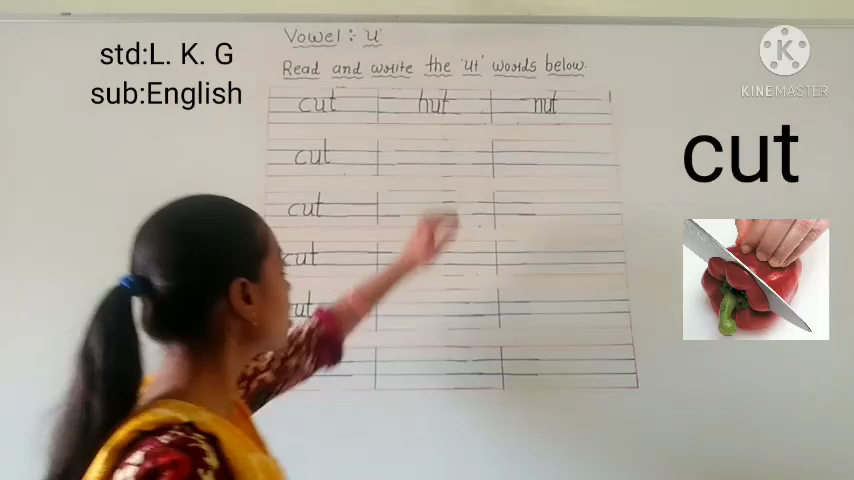 std:L. K. G
sub:English
Vowel : 'u'
Read and write the 'ut' words below.
cut hut nut
cut
cut
cut
cut
KINEMASTER
cut